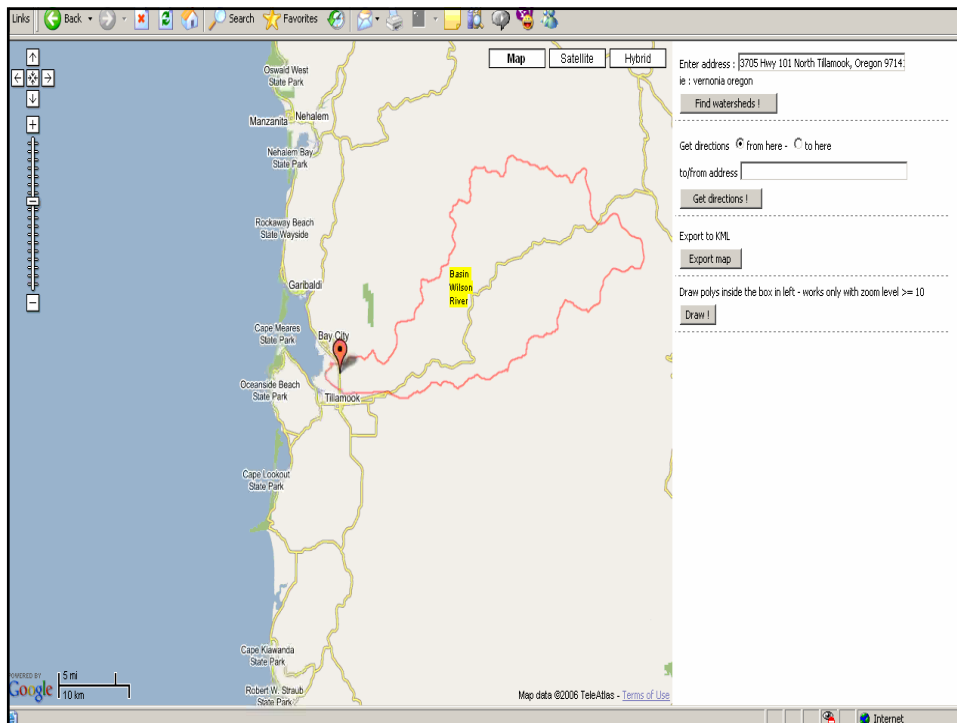 Links
Back
Search
Favorites
Map
Satellite
Hybrid
Oswald West
State Park
Nehalem
Manzanita
Nehalem Bay
State Park
Rockaway Beach
State Wayside
Basin
Wilson
River
Garibaldi
Cape Meares
State Park
Bay City
Oceanside Beach
State Park
Tillamook
Cape Lookout
State Park
Cape Kiawanda
State Park
Robert W. Straub
State Park
POWERED BY
Google
5 mi
10 km
Map data ©2006 TeleAtlas - Terms of Use
Enter address : 3705 Hwy 101 North Tillamook, Oregon 9714
ie : vernonia oregon
Find watersheds !
Get directions from here - to here
to/from address
Get directions !
Export to KML
Export map
Draw polys inside the box in left - works only with zoom level >= 10
Draw !
Internet